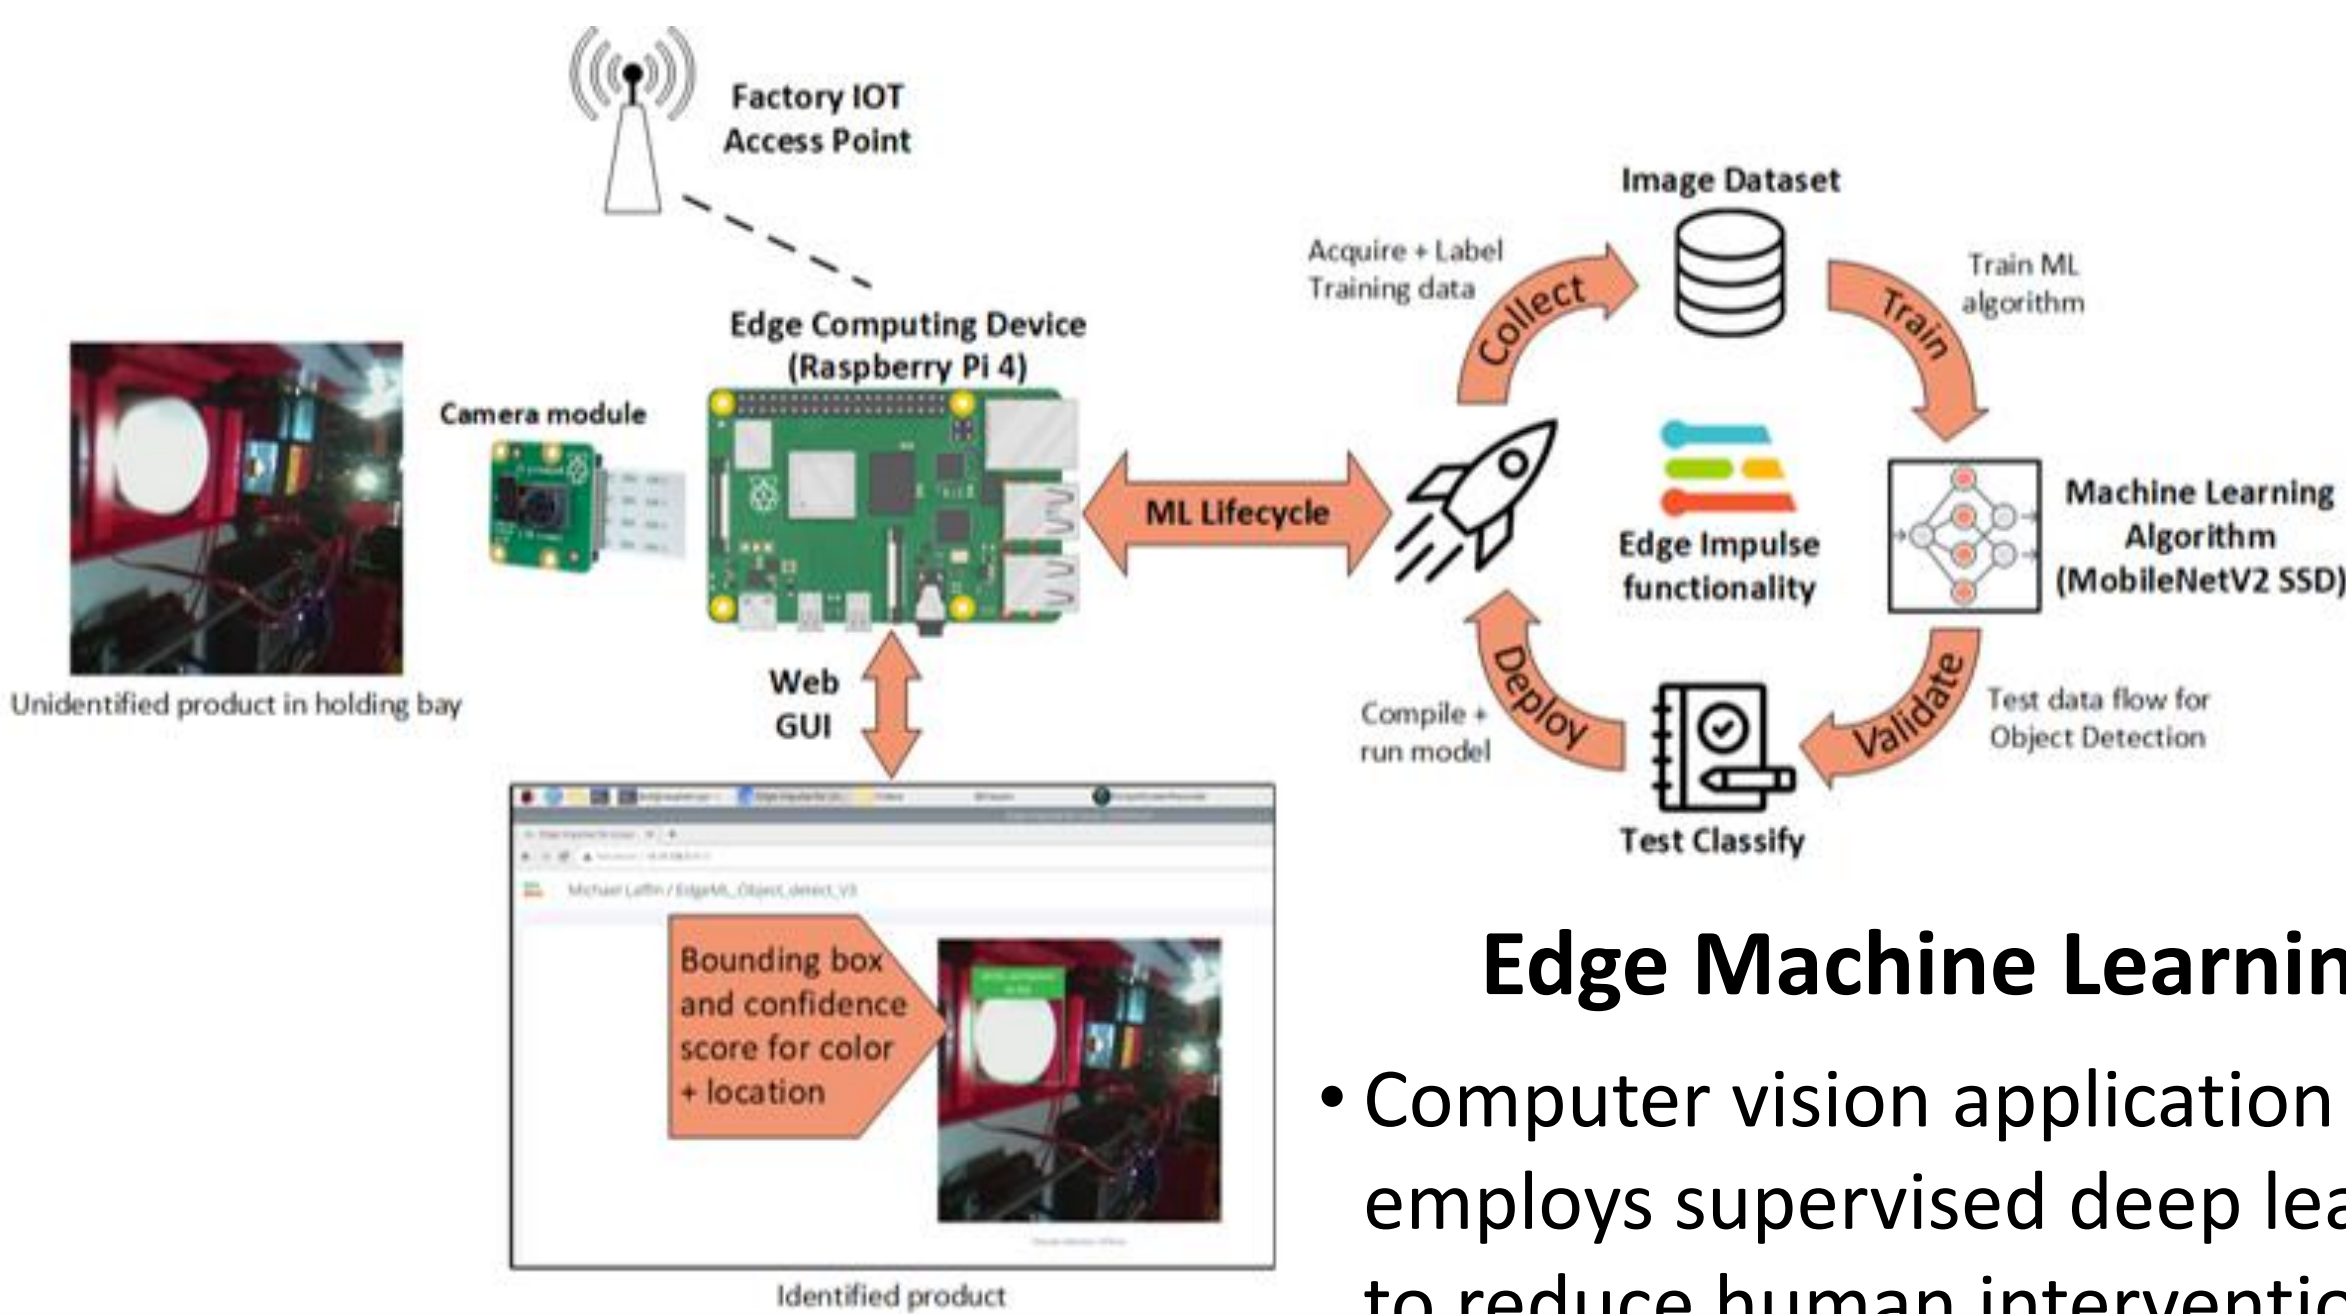 Factory IOT
Access Point
Edge Computing Device
(Raspberry Pi 4)
Camera module
Unidentified product in holding bay
Web
GUI
ML Lifecycle
Image Dataset
Acquire + Label
Training data
Collect
Train
Train ML
algorithm
Edge Impulse
functionality
Machine Learning
Algorithm
(MobileNetV2 SSD)
Validate
Test data flow for
Object Detection
Deploy
Compile +
run model
Test Classify
Michael Laffin / EdgeML_Object_detect_V3
Bounding box
and confidence
score for color
+ location
Identified product
Edge Machine Learnin
• Computer vision application
employs supervised deep lea
to reduce human interventio